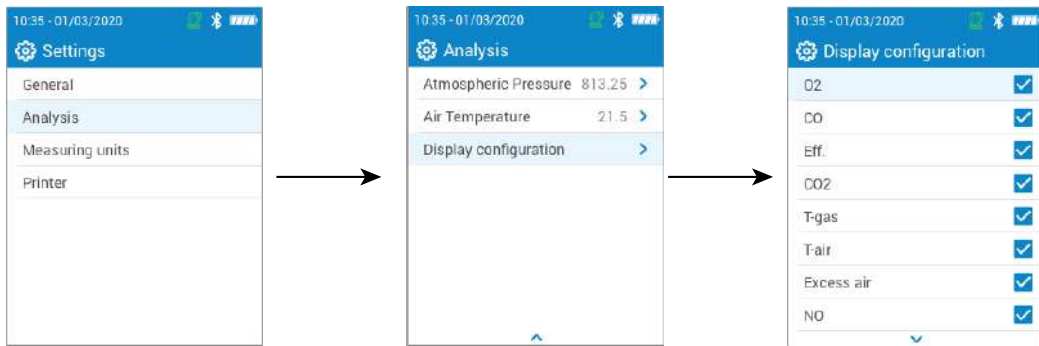 10:35 - 01/03/2020
Settings
General
Analysis
Measuring units
Printer
10:35 - 01/03/2020
Analysis
Atmospheric Pressure 813.25
Air Temperature 21.5
Display configuration
10:35 - 01/03/2020
Display configuration
O2
CO
Eff.
CO2
T-gas
T-air
Excess air
NO